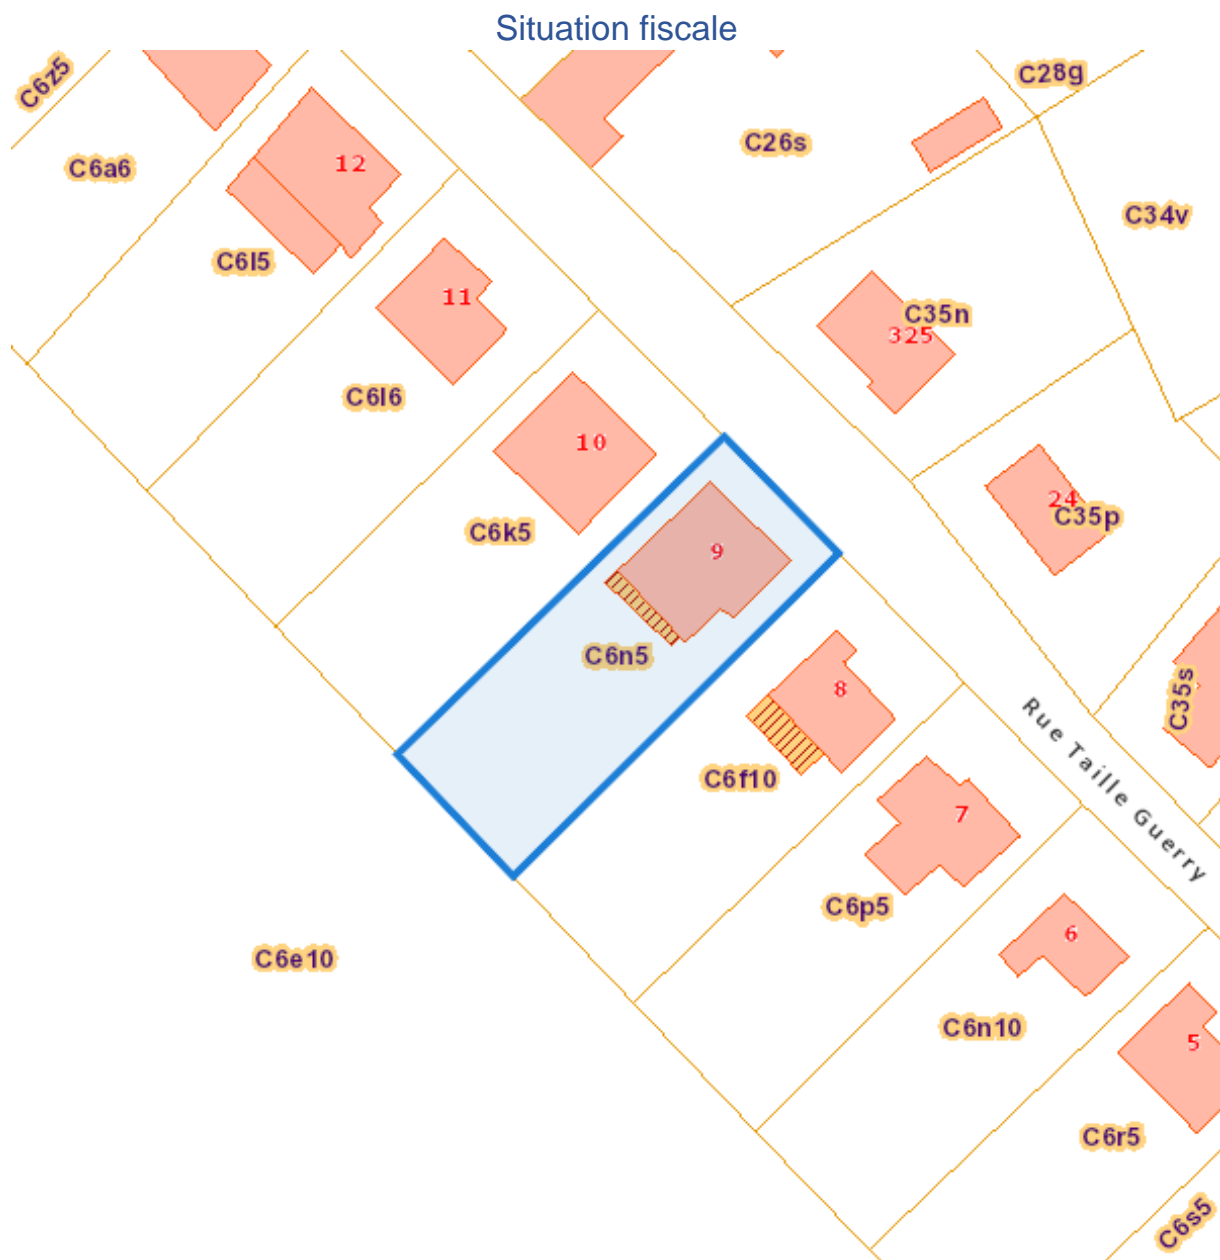 Situation fiscale
C6z5
C28g
C26s
12
C6a6
C34v
C6l5
11
C35n
325
C6l6
10
24
C35p
C6k5
9
C6n5
8
C35s
Rue Taille Guerry
C6f10
7
C6p5
6
C6e10
C6n10
5
C6r5
C6s5